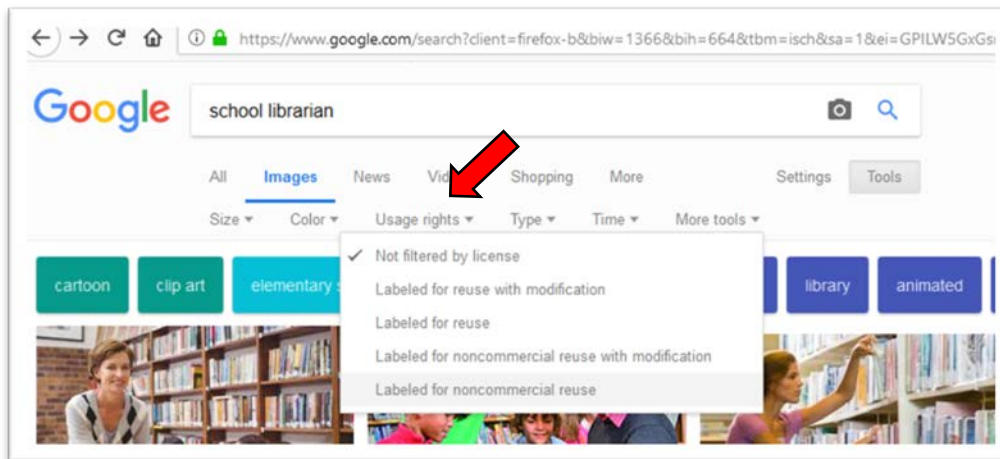 https://www.google.com/search?client=firefox-b&biw=1366&bih=664&tbm=isch&sa=1&ei=GPILW5GxGs
Google school librarian
All Images News Shopping More Settings Tools
Size Color Usage rights Type Time More tools
Not filtered by license
Labeled for reuse with modification
Labeled for reuse
Labeled for noncommercial reuse with modification
Labeled for noncommercial reuse
cartoon clip art elementary library animated